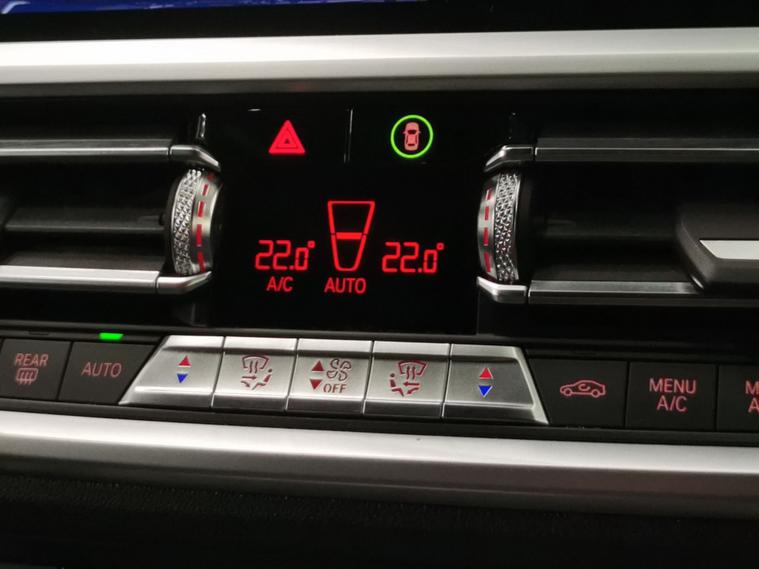 22.0°
A/C
AUTO
22.0°
REAR
AUTO
OFF
MENU
A/C